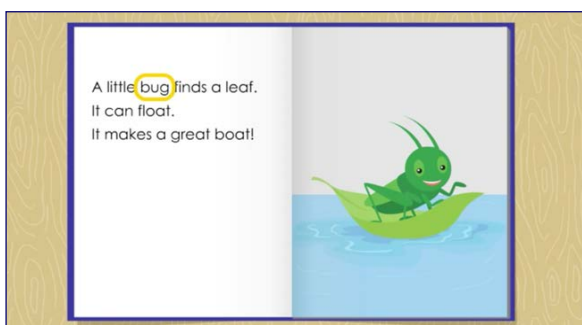 A little bug finds a leaf.
It can float.
It makes a great boat!